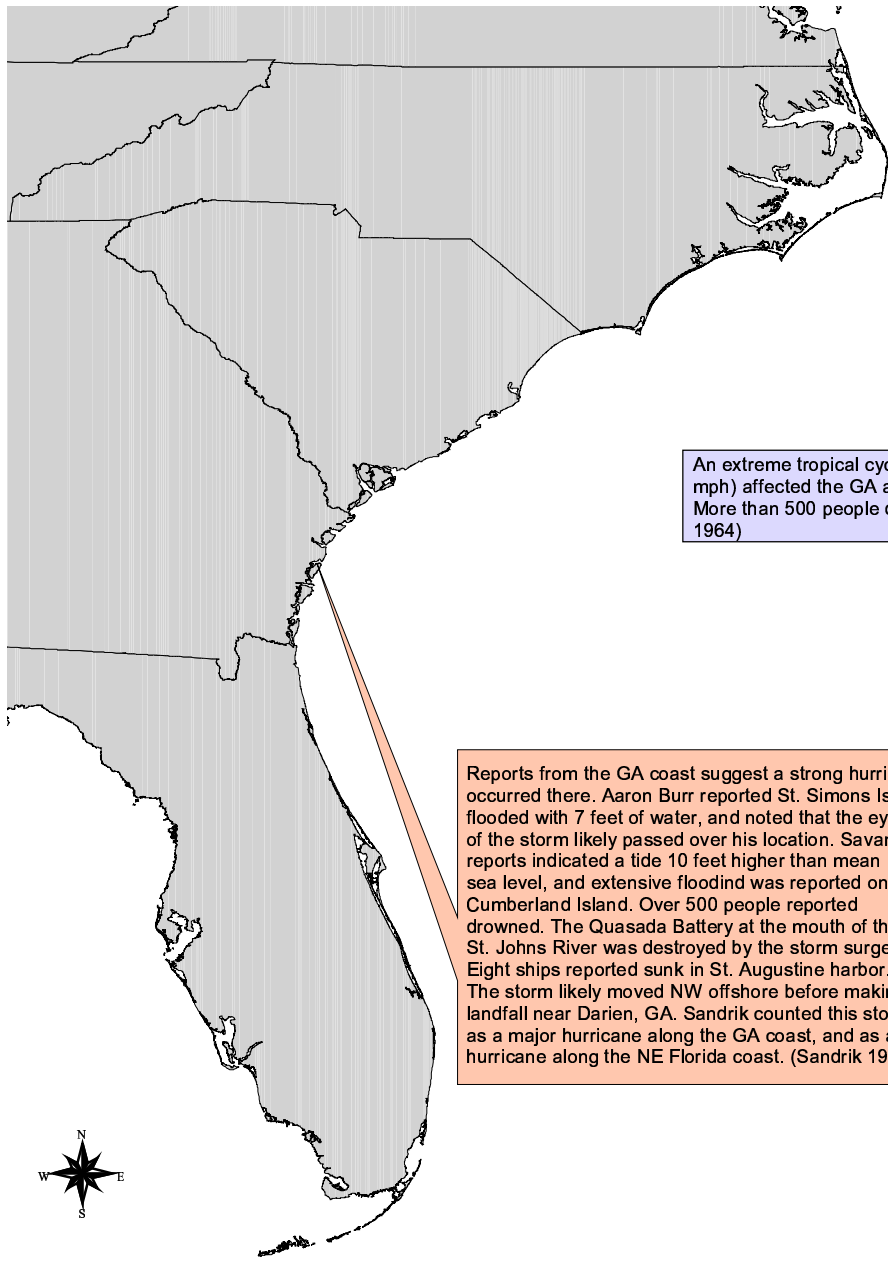 An extreme tropical cyc
mph) affected the GA a
More than 500 people d
1964)
Reports from the GA coast suggest a strong hurri
occurred there. Aaron Burr reported St. Simons Is
flooded with 7 feet of water, and noted that the ey
of the storm likely passed over his location. Savar
reports indicated a tide 10 feet higher than mean
sea level, and extensive floodind was reported on
Cumberland Island. Over 500 people reported
drowned. The Quasada Battery at the mouth of th
St. Johns River was destroyed by the storm surge
Eight ships reported sunk in St. Augustine harbor.
The storm likely moved NW offshore before makin
landfall near Darien, GA. Sandrik counted this sto
as a major hurricane along the GA coast, and as a
hurricane along the NE Florida coast. (Sandrik 19
N
W E
S